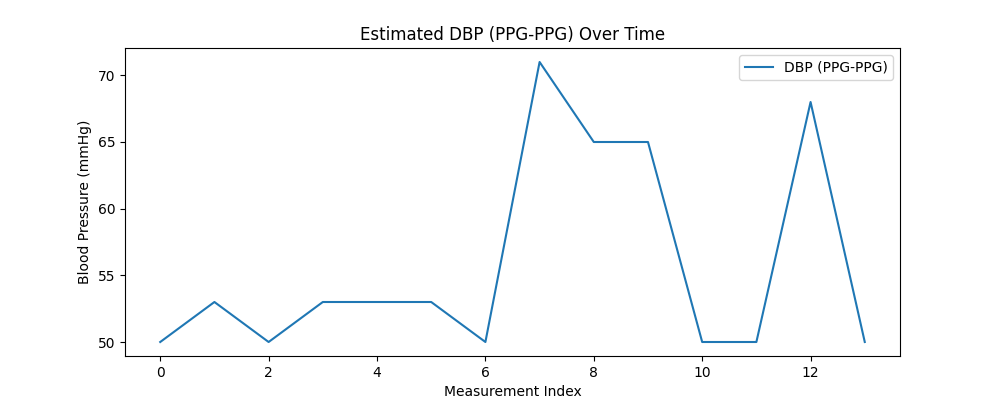 Estimated DBP (PPG-PPG) Over Time
DBP (PPG-PPG)
Blood Pressure (mmHg)
70
65
60
55
50
0 2 4 6 8 10 12
Measurement Index